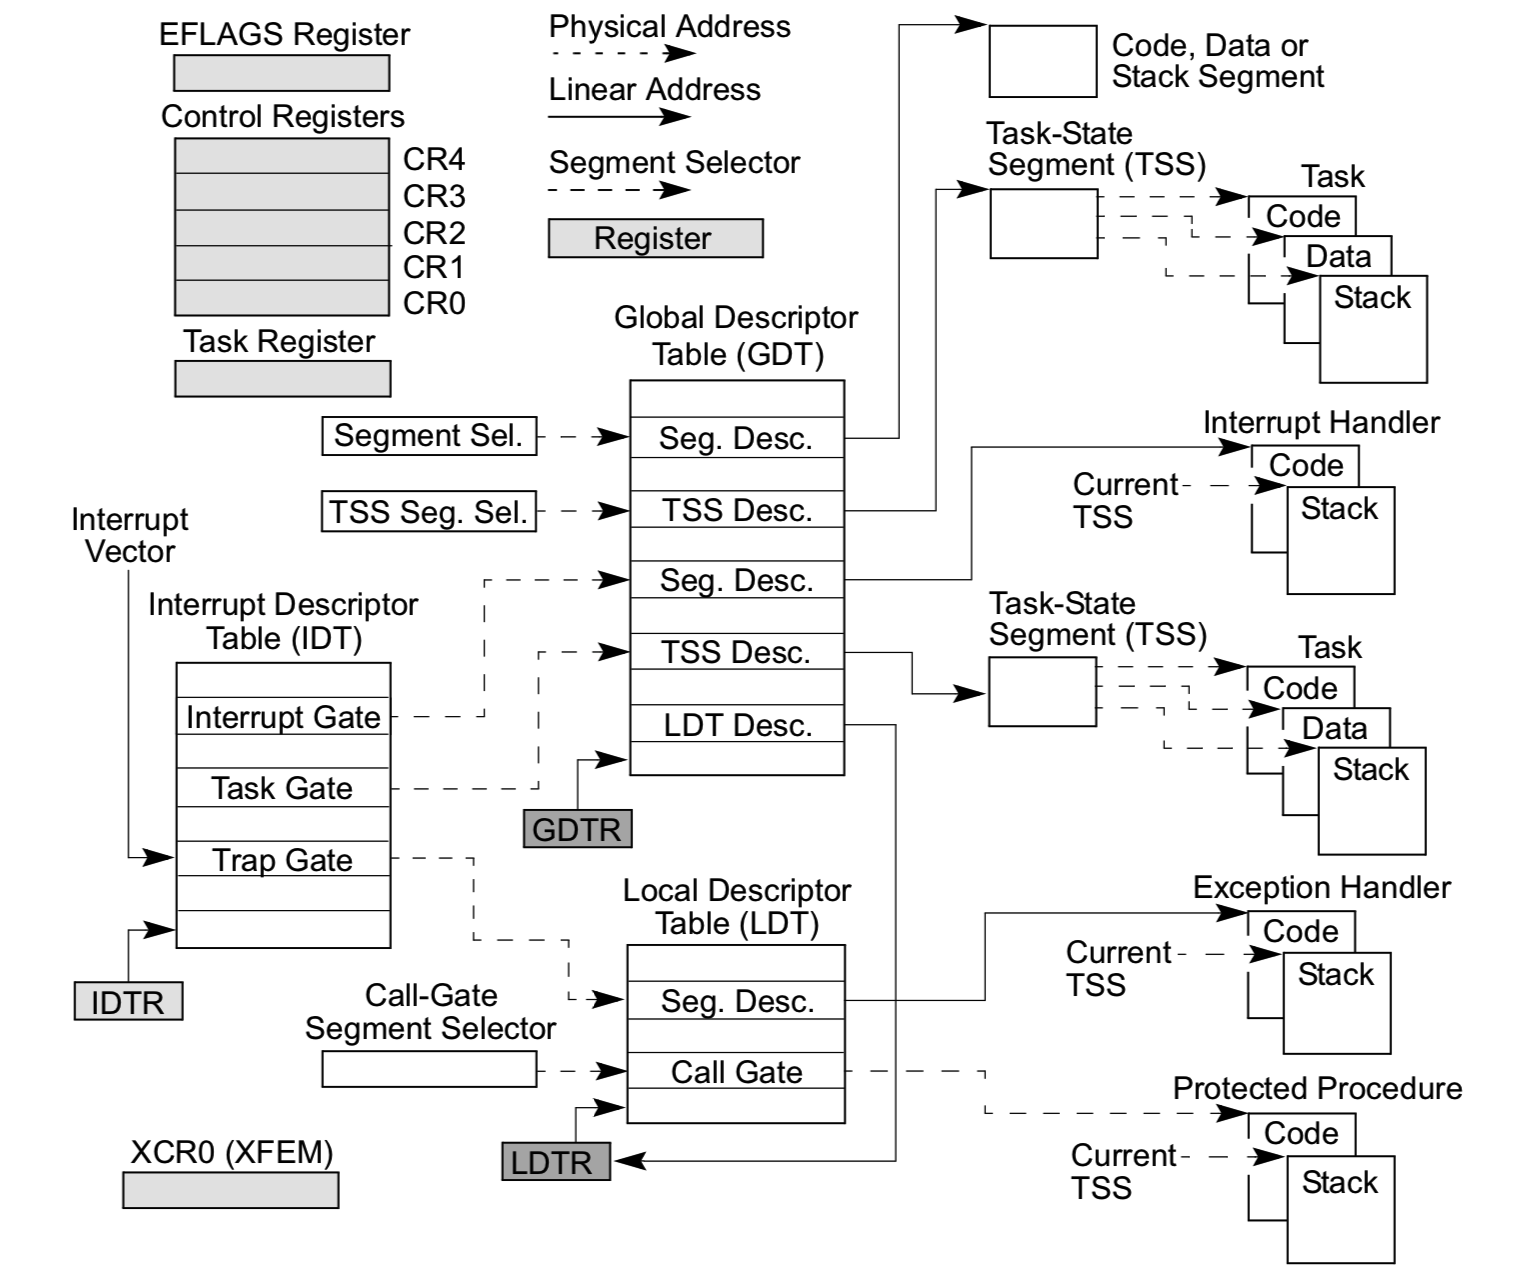 EFLAGS Register
Control Registers
CR4
CR3
CR2
CR1
CR0
Task Register
Physical Address
Linear Address
Segment Selector
Register
Code, Data or
Stack Segment
Task-State
Segment (TSS)
Task
Code
Data
Stack
Global Descriptor
Table (GDT)
Segment Sel.
Seg. Desc.
TSS Seg. Sel.
TSS Desc.
Seg. Desc.
TSS Desc.
LDT Desc.
GDTR
Interrupt Handler
Code
Current
TSS
Stack
Interrupt
Vector
Interrupt Descriptor
Table (IDT)
Interrupt Gate
Task Gate
Trap Gate
IDTR
Task-State
Segment (TSS)
Task
Code
Data
Stack
Local Descriptor
Table (LDT)
Seg. Desc.
Call Gate
LDTR
Call-Gate
Segment Selector
Exception Handler
Code
Current
TSS
Stack
Protected Procedure
Code
Current
TSS
Stack
XCR0 (XFEM)